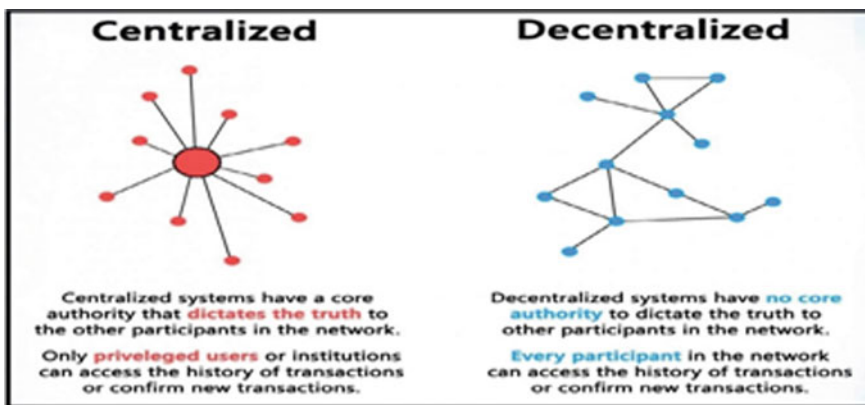 Centralized
Centralized systems have a core
authority that dictates the truth to
the other participants in the network.
Only priveleged users or institutions
can access the history of transactions
or confirm new transactions.
Decentralized
Decentralized systems have no core
authority to dictate the truth to
other participants in the network.
Every participant in the network
can access the history of transactions
or confirm new transactions.